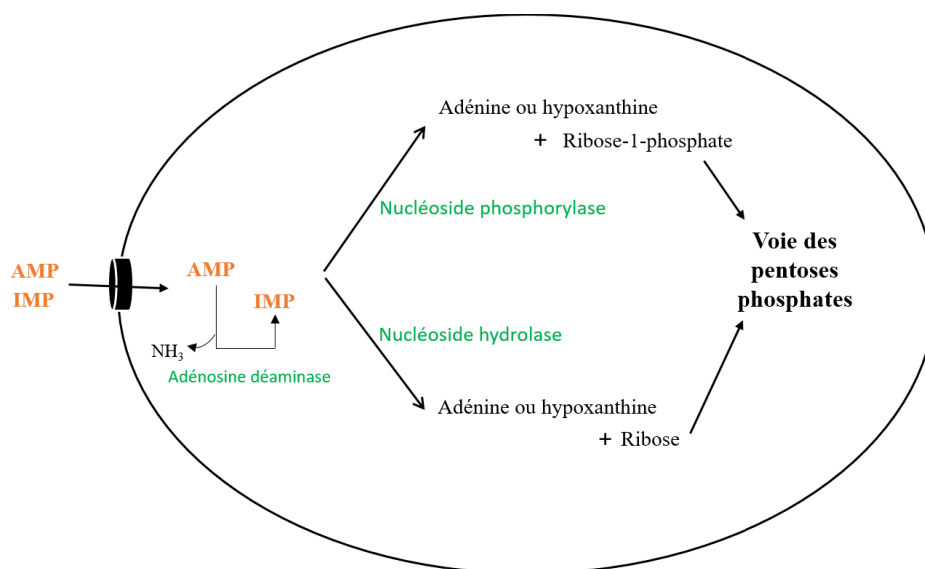 Adénine ou hypoxanthine
+ Ribose-1-phosphate
Nucléoside phosphorylase
Voie des
pentoses
phosphates
AMP
IMP
AMP
IMP
NH₃
Adénosine déaminase
Nucléoside hydrolase
Adénine ou hypoxanthine
+ Ribose